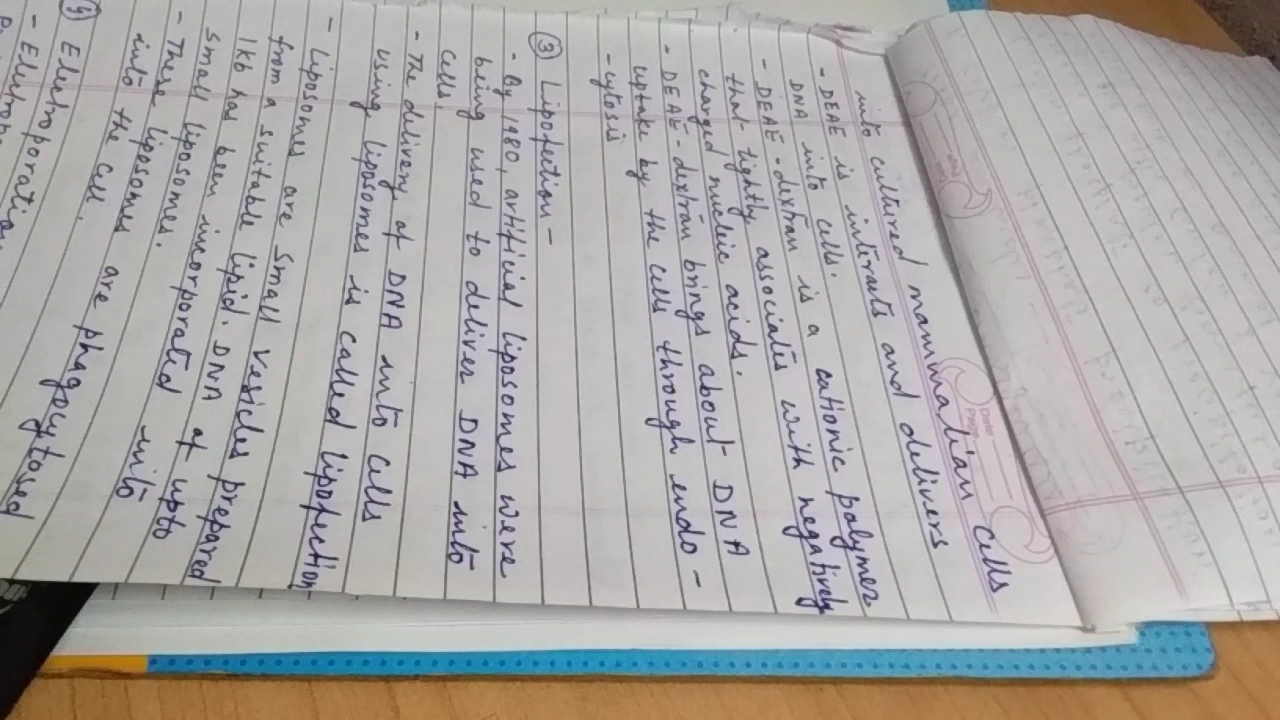 Date
Page
into cultured mammalian cells
- DEAE is interacts and delivers
DNA into cells.
- DEAE-dextran is a cationic polymer
that tightly associates with negatively
charged nucleic acids.
- DEAE-dextran brings about DNA
uptake by the cells through endo-
- cytosis
③ Lipofection -
- By 1980, artificial liposomes were
being used to deliver DNA into
cells.
- The delivery of DNA into cells
using liposomes is called lipofection
- Liposomes are small vesicles prepared
from a suitable lipid. DNA of upto
1kb has been incorporated into
small liposomes.
- These liposomes are phagocytosed
into the cell.
④ Electroporation